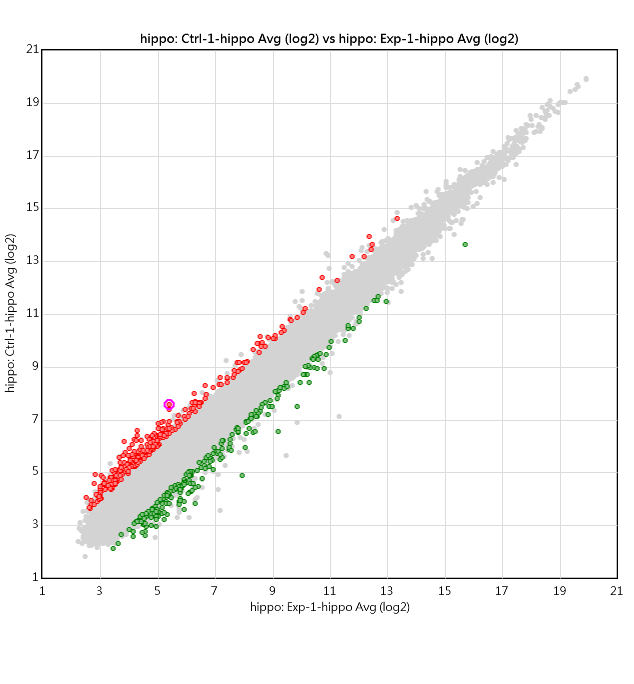 hippo: Ctrl-1-hippo Avg (log2) vs hippo: Exp-1-hippo Avg (log2)
21
19
17
15
13
11
9
7
5
3
1
hippo: Ctrl-1-hippo Avg (log2)
1 3 5 7 9 11 13 15 17 19 21
hippo: Exp-1-hippo Avg (log2)